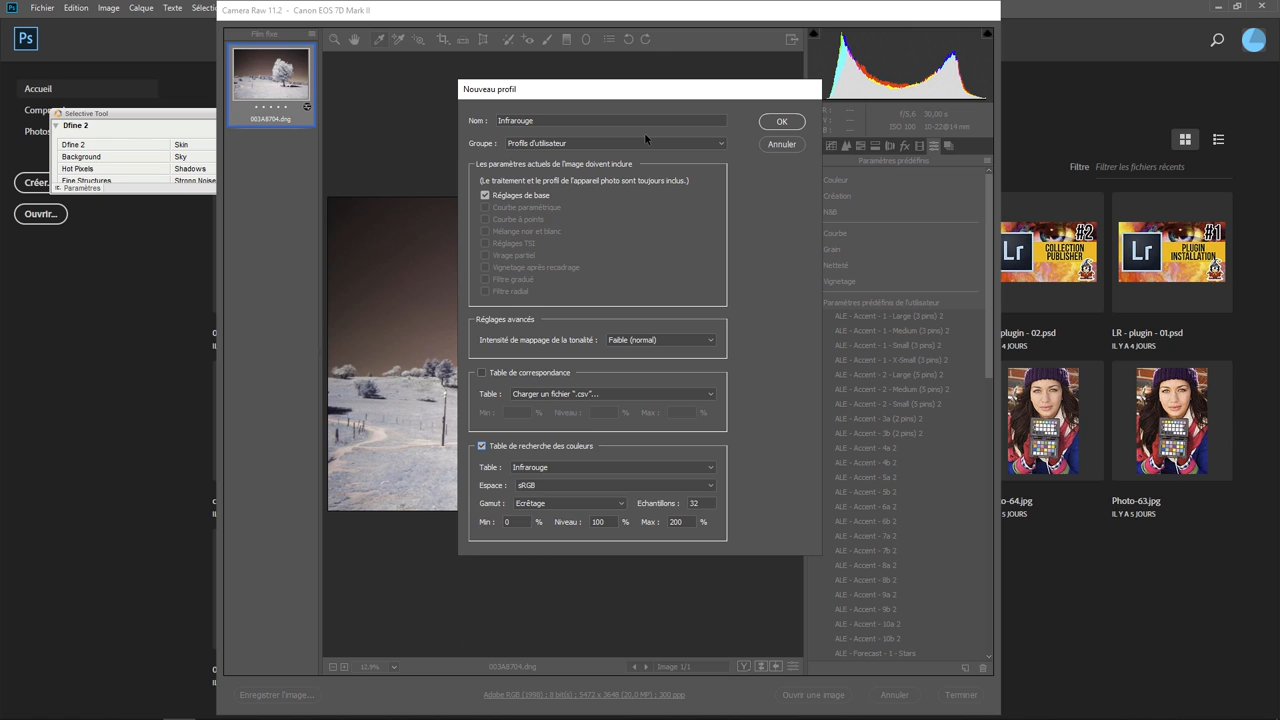 Ps Fichier Edition Image Calque Texte
Camera Raw 11.2 - Canon EOS 7D Mark II
Ps
Accueil
Photos
Créer
Ouvrir...
Selective Tool
Dfine 2
Dfine 2 Skin
Background Sky
Hot Pixels Shadows
Fine Structures Strong Noise
Paramètres
Film fixe
003A8704.dng
Nouveau profil
Nom : Infrarouge
OK
Groupe : Profils d'utilisateur
Annuler
Les paramètres actuels de l'image doivent indure
(Le traitement et le profil de l'appareil photo sont toujours indus.)
Réglages de base
Courbe paramétrique
Courbe à points
Mélange noir et blanc
Réglages TSI
Virage partiel
Vignetage après recadrage
Filtre gradué
Filtre radial
Réglages avancés
Intensité de mappage de la tonalité : Faible (normal)
Table de correspondance
Table : Charger un fichier ".csv"...
Min : % Niveau : % Max : %
Table de recherche des couleurs
Table : Infrarouge
Espace : sRGB
Gamut : Ecrêtage Echantillons : 32
Min : 0 % Niveau : 100 % Max : 200 %
R : ---
V : ---
B : ---
f/5,6 30,00 s
ISO 100 10-22@14 mm
Paramètres prédéfinis
Couleur
Création
N&B
Courbe
Grain
Netteté
Vignetage
Paramètres prédéfinis de l'utilisateur
ALE - Accent - 1 - Large (3 pins) 2
ALE - Accent - 1 - Medium (3 pins) 2
ALE - Accent - 1 - Small (3 pins) 2
ALE - Accent - 1 - X-Small (3 pins) 2
ALE - Accent - 2 - Large (5 pins) 2
ALE - Accent - 2 - Medium (5 pins) 2
ALE - Accent - 2 - Small (5 pins) 2
ALE - Accent - 3a (2 pins) 2
ALE - Accent - 3b (2 pins) 2
ALE - Accent - 4a 2
ALE - Accent - 4b 2
ALE - Accent - 5a 2
ALE - Accent - 5b 2
ALE - Accent - 6a 2
ALE - Accent - 6b 2
ALE - Accent - 7a 2
ALE - Accent - 7b 2
ALE - Accent - 8a 2
ALE - Accent - 8b 2
ALE - Accent - 9a 2
ALE - Accent - 9b 2
ALE - Accent - 10a 2
ALE - Accent - 10b 2
ALE - Forecast - 1 - Stars
12,9% 003A8704.dng Image 1/1 Y
Enregistrer l'image...
Adobe RGB (1998) ; 8 bit(s) ; 5472 x 3648 (20,0 MP) ; 300 ppp
Ouvrir une image Annuler Terminer
Filtre Filtrer les fichiers récents
Lr #2 COLLECTION PUBLISHER
Lr #1 PLUGIN INSTALLATION
plugin - 02.psd
4 JOURS
LR - plugin - 01.psd
IL Y A 4 JOURS
-64.jpg
5 JOURS
Photo-63.jpg
IL Y A 5 JOURS